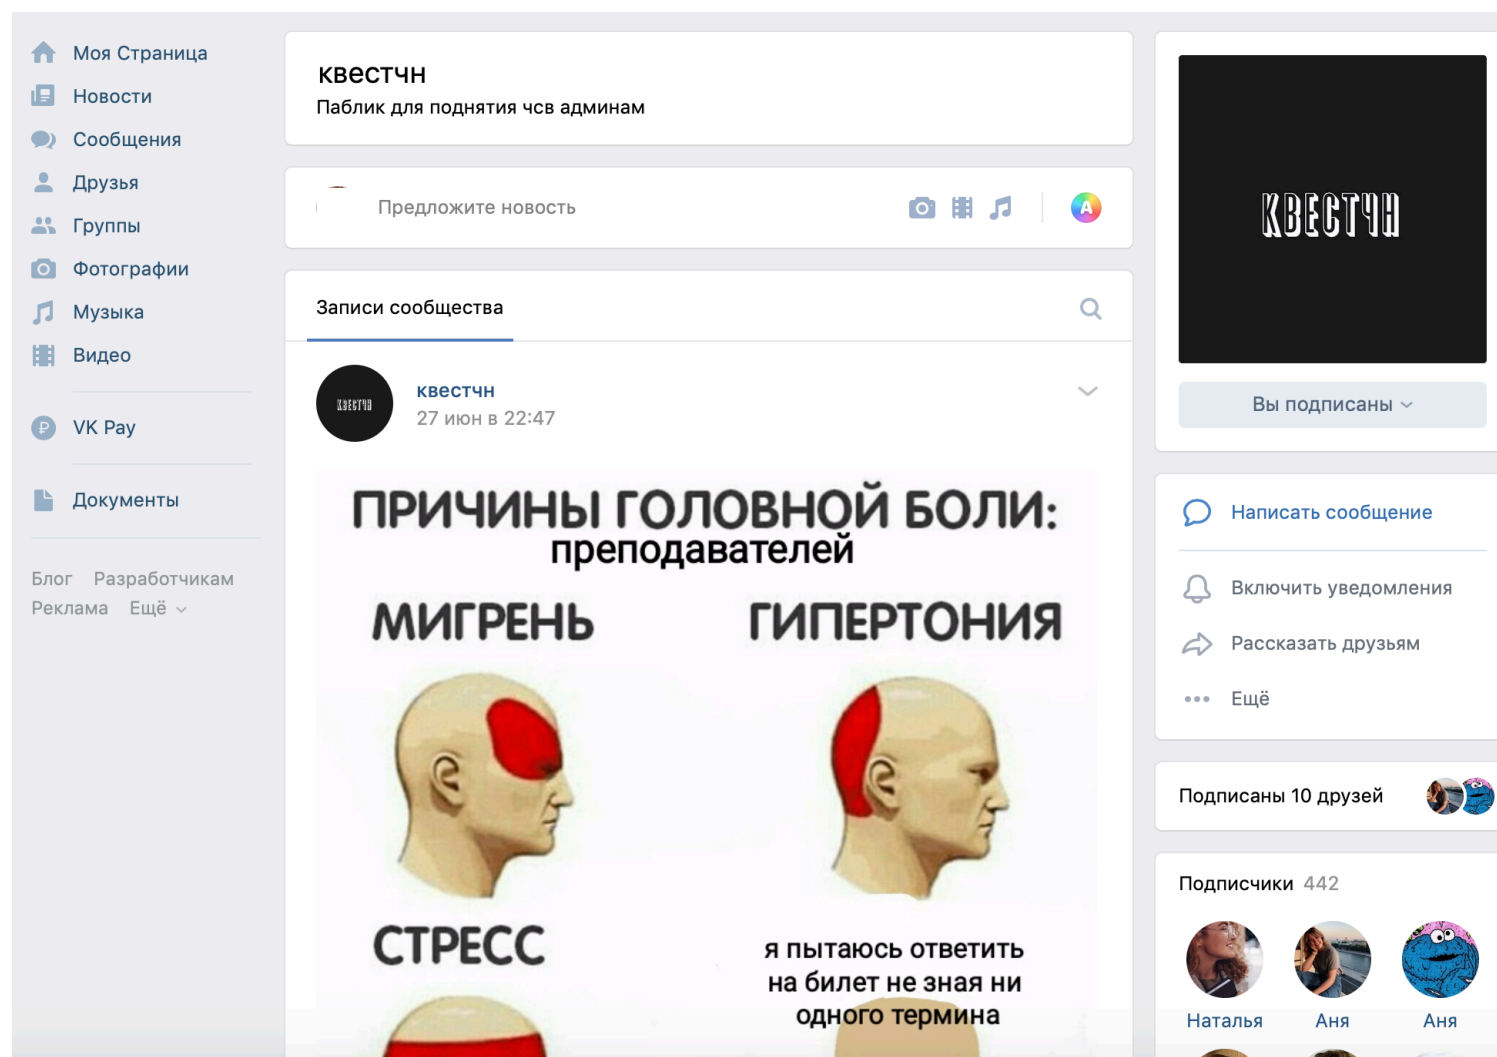 Моя Страница
Новости
Сообщения
Друзья
Группы
Фотографии
Музыка
Видео
VK Pay
Документы
Блог Разработчикам
Реклама Ещё
квестчн
Паблик для поднятия чсв админам
Предложите новость
A
Записи сообщества
КВЕСТЧН
квестчн
27 июн в 22:47
ПРИЧИНЫ ГОЛОВНОЙ БОЛИ:
преподавателей
МИГРЕНЬ
ГИПЕРТОНИЯ
СТРЕСС
я пытаюсь ответить
на билет не зная ни
одного термина
КВЕСТЧН
Вы подписаны
Написать сообщение
Включить уведомления
Рассказать друзьям
Ещё
Подписаны 10 друзей
Подписчики 442
Наталья Аня Аня